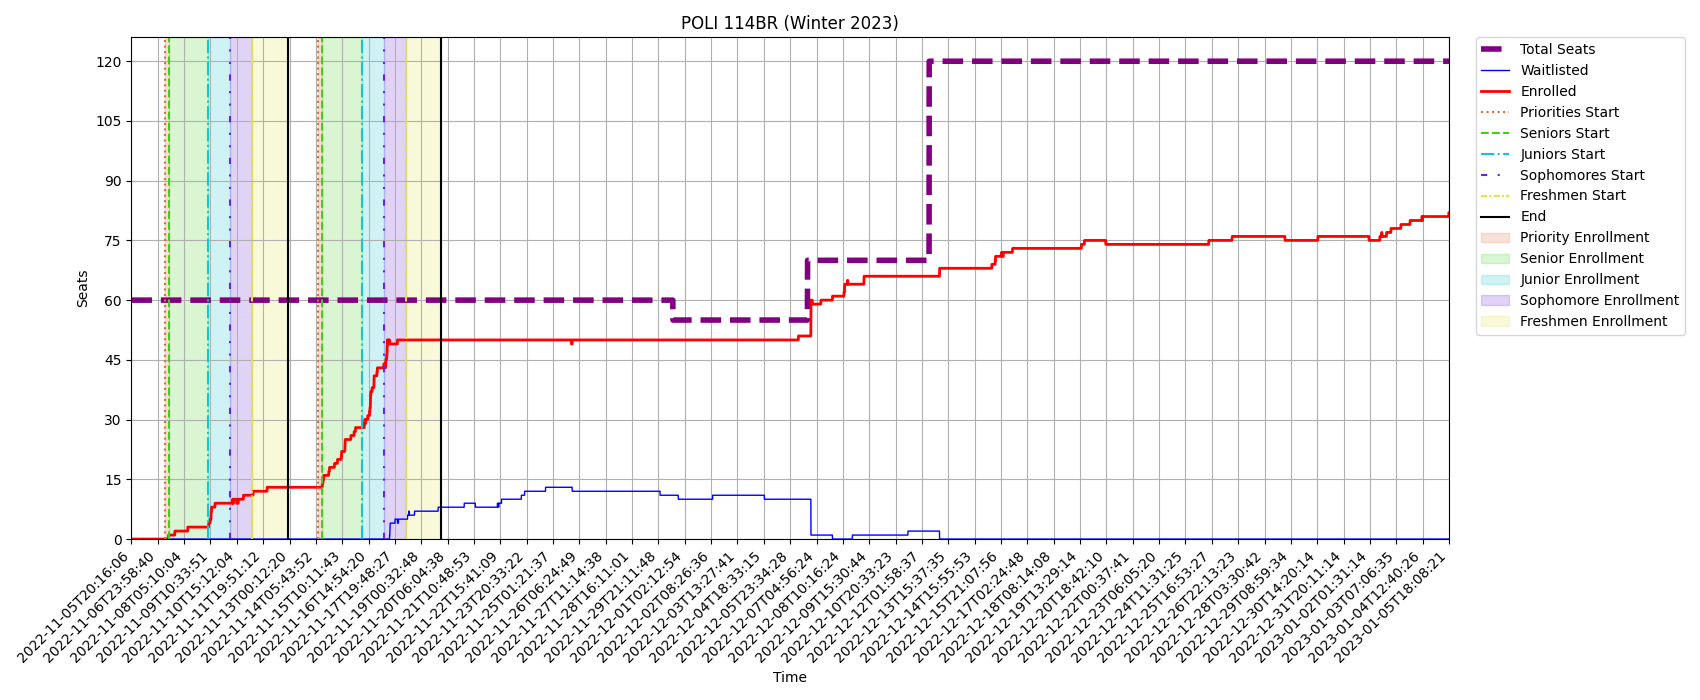 POLI 114BR (Winter 2023)
Seats
120
105
90
75
60
45
30
15
0
2022-11-05T20:16:06
2022-11-06T23:58:40
2022-11-08T05:10:04
2022-11-09T10:33:51
2022-11-10T15:12:04
2022-11-11T19:51:12
2022-11-13T00:12:20
2022-11-14T05:43:52
2022-11-15T10:11:43
2022-11-16T14:54:20
2022-11-17T19:48:27
2022-11-19T00:32:48
2022-11-20T06:04:38
2022-11-21T10:48:53
2022-11-22T15:41:09
2022-11-23T20:33:22
2022-11-25T01:21:37
2022-11-26T06:24:49
2022-11-27T11:14:38
2022-11-28T16:11:01
2022-11-29T21:11:48
2022-12-01T02:12:54
2022-12-02T08:26:36
2022-12-03T13:27:41
2022-12-04T18:33:15
2022-12-05T23:34:28
2022-12-07T04:56:24
2022-12-08T10:16:24
2022-12-09T15:30:44
2022-12-10T20:33:23
2022-12-12T01:58:37
2022-12-13T15:37:35
2022-12-14T15:55:53
2022-12-15T21:07:56
2022-12-17T02:24:48
2022-12-18T08:14:08
2022-12-19T13:29:14
2022-12-20T18:42:10
2022-12-22T00:37:41
2022-12-23T06:05:20
2022-12-24T11:31:25
2022-12-25T16:53:27
2022-12-26T22:13:23
2022-12-28T03:30:42
2022-12-29T08:59:34
2022-12-30T14:20:14
2022-12-31T20:11:14
2023-01-02T01:31:14
2023-01-03T07:06:35
2023-01-04T12:40:26
2023-01-05T18:08:21
Time
Total Seats
Waitlisted
Enrolled
Priorities Start
Seniors Start
Juniors Start
Sophomores Start
Freshmen Start
End
Priority Enrollment
Senior Enrollment
Junior Enrollment
Sophomore Enrollment
Freshmen Enrollment